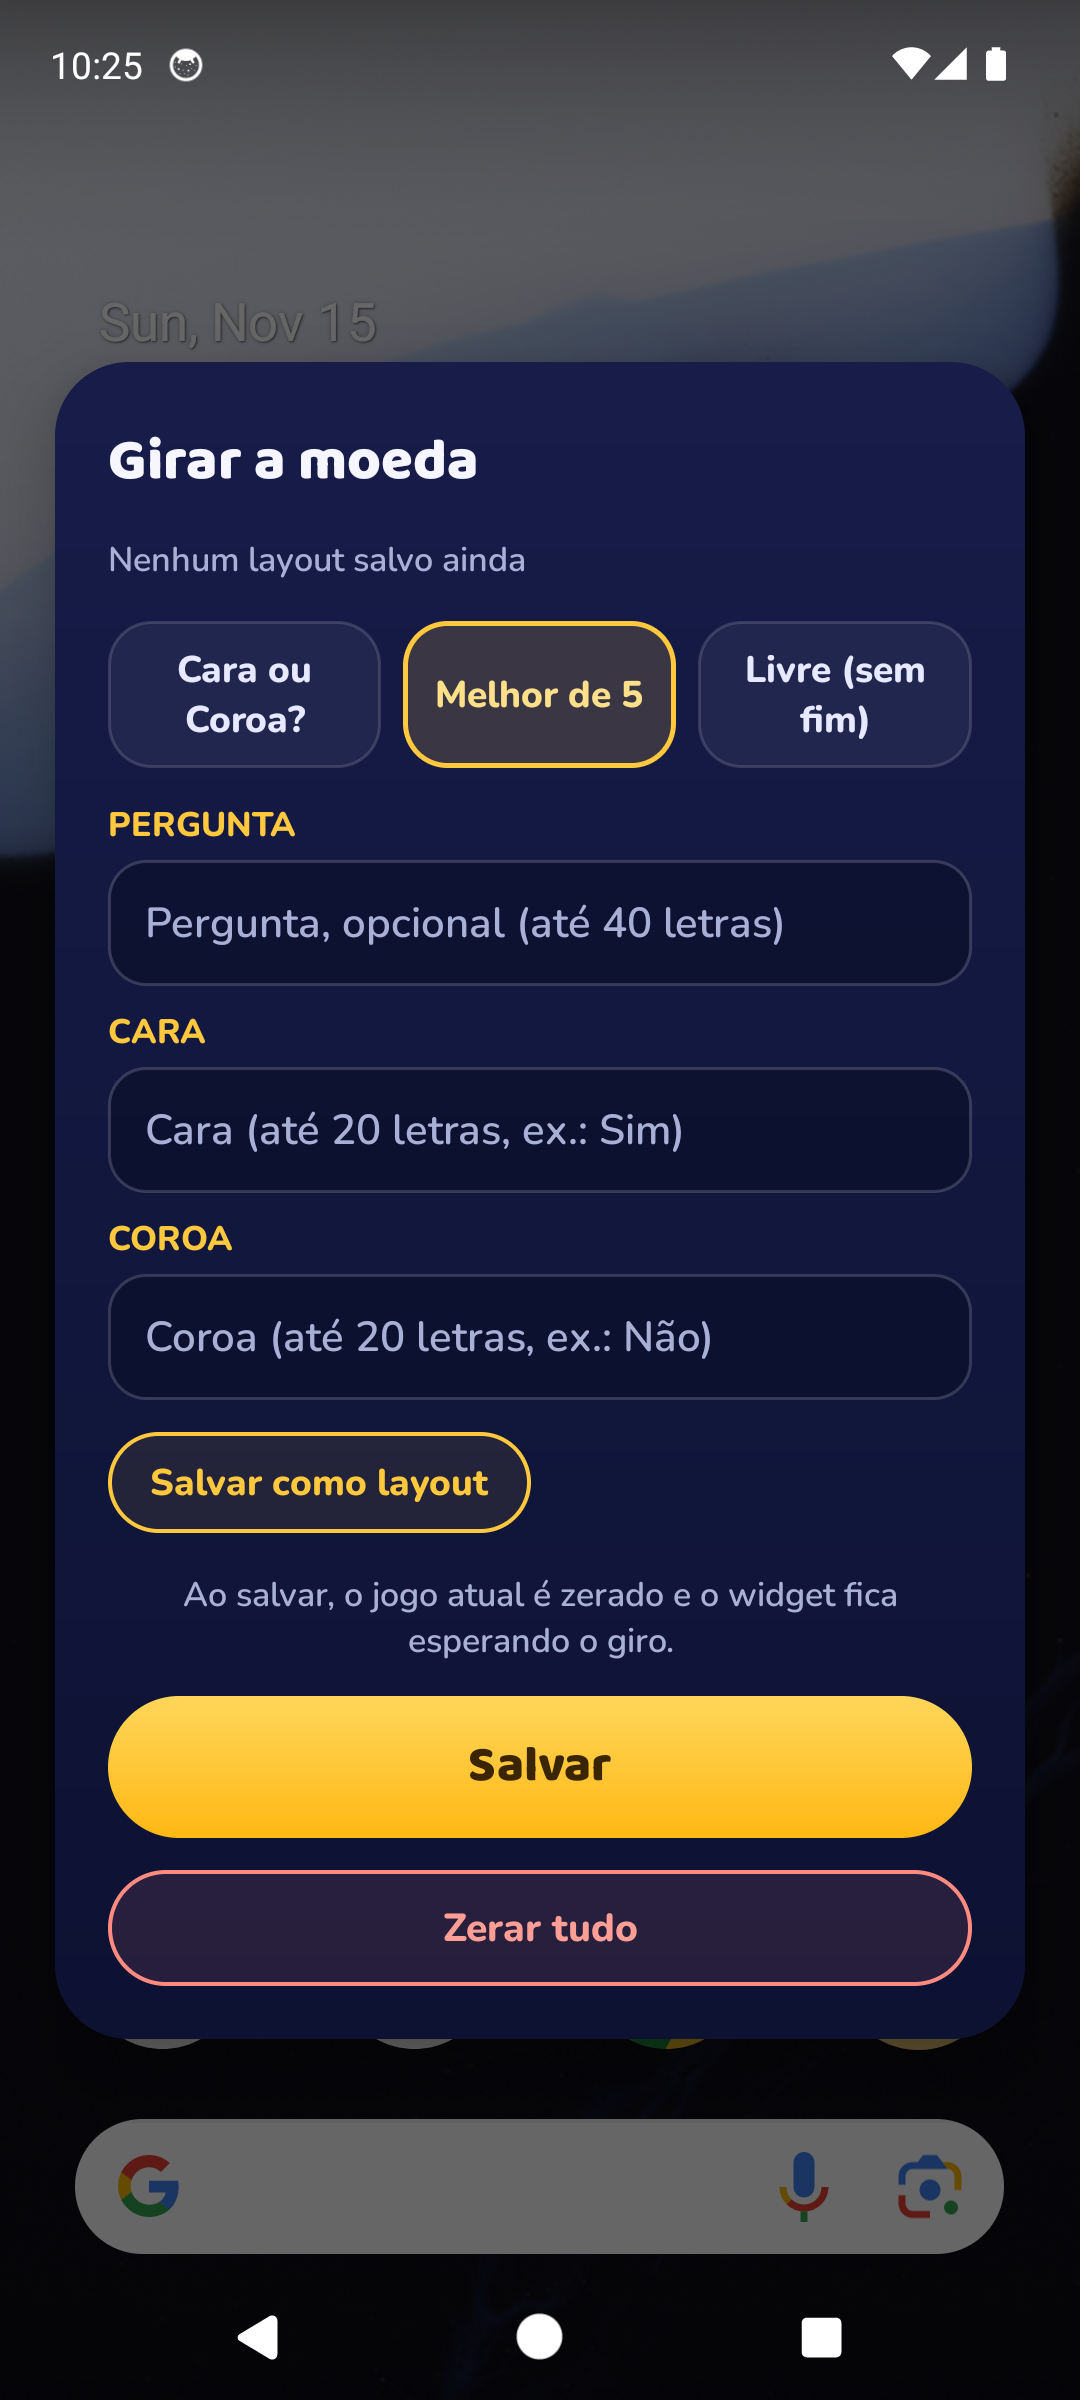 10:25
Sun, Nov 15
Girar a moeda
Nenhum layout salvo ainda
Cara ou
Coroa?
Melhor de 5
Livre (sem
fim)
PERGUNTA
Pergunta, opcional (até 40 letras)
CARA
Cara (até 20 letras, ex.: Sim)
COROA
Coroa (até 20 letras, ex.: Não)
Salvar como layout
Ao salvar, o jogo atual é zerado e o widget fica
esperando o giro.
Salvar
Zerar tudo